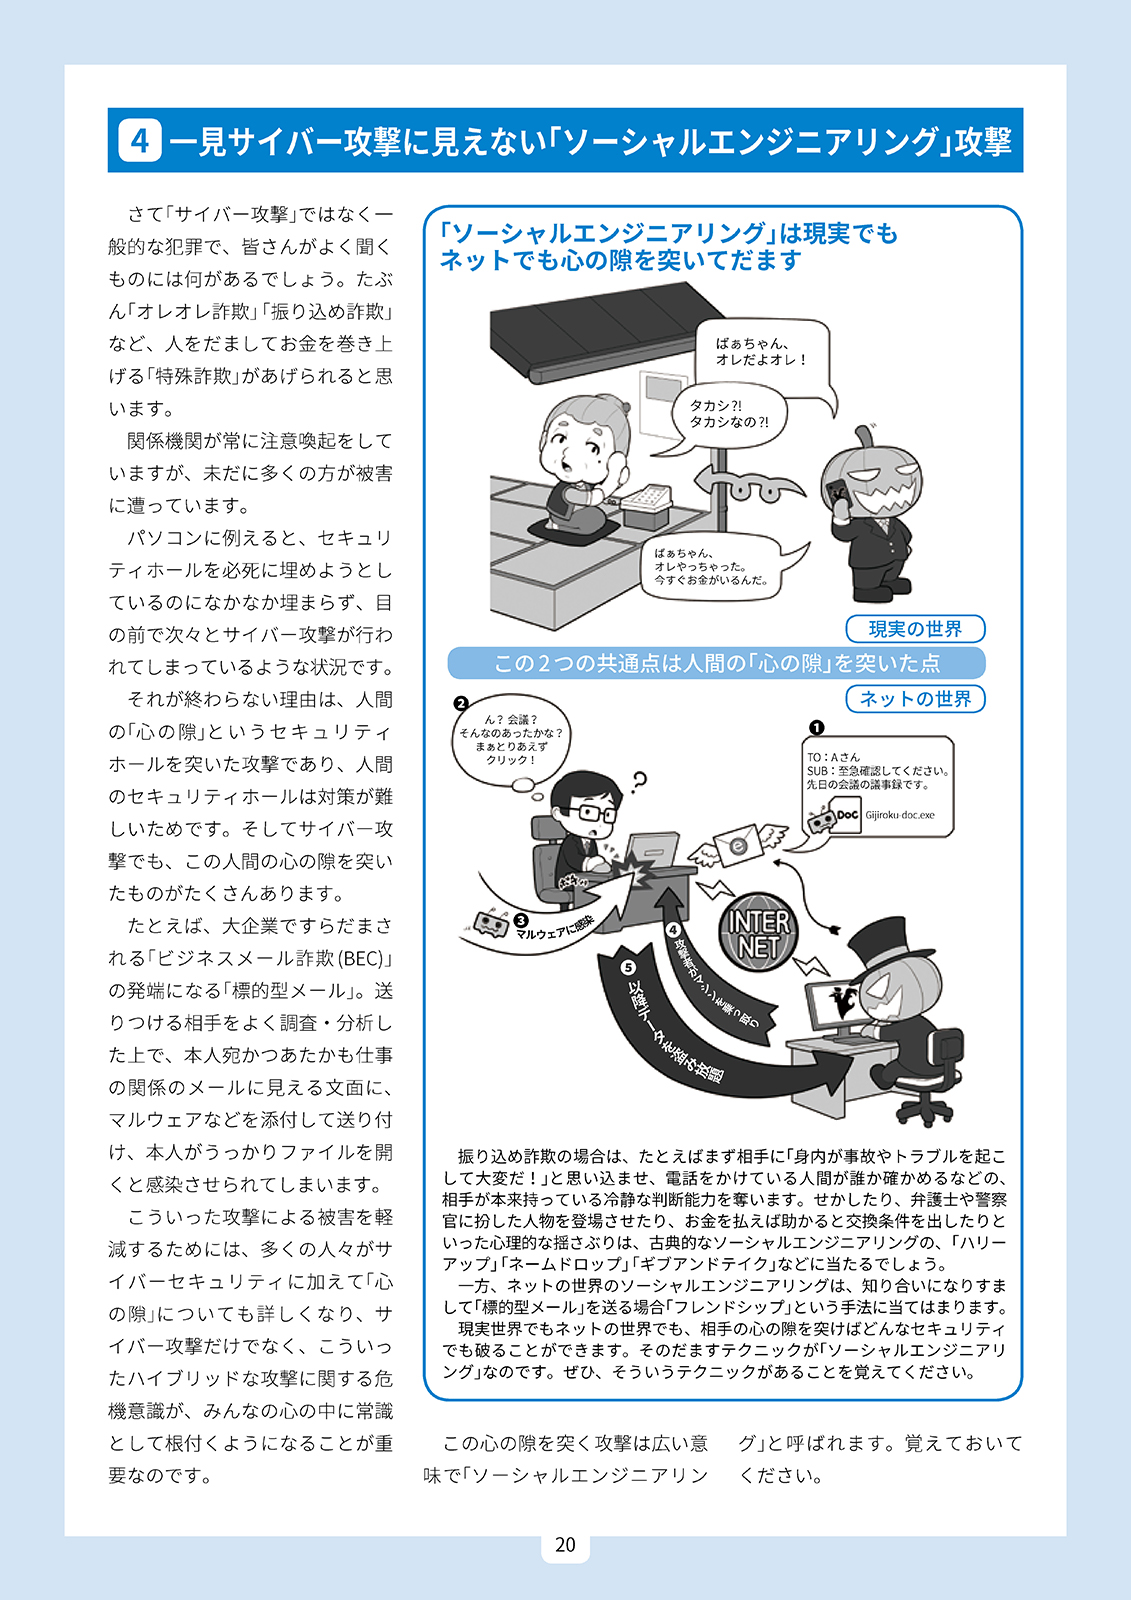 4 一見サイバー攻撃に見えない「ソーシャルエンジニアリング」攻撃
さて「サイバー攻撃」ではなく一
般的な犯罪で、皆さんがよく聞く
ものには何があるでしょう。たぶ
ん「オレオレ詐欺」「振り込め詐欺」
など、人をだましてお金を巻き上
げる「特殊詐欺」があげられると思
います。
関係機関が常に注意喚起をして
いますが、未だに多くの方が被害
に遭っています。
パソコンに例えると、セキュリ
ティホールを必死に埋めようとし
ているのになかなか埋まらず、目
の前で次々とサイバー攻撃が行わ
れてしまっているような状況です。
それが終わらない理由は、人間
の「心の隙」というセキュリティ
ホールを突いた攻撃であり、人間
のセキュリティホールは対策が難
しいためです。そしてサイバー攻
撃でも、この人間の心の隙を突い
たものがたくさんあります。
たとえば、大企業ですらだまさ
れる「ビジネスメール詐欺(BEC)」
の発端になる「標的型メール」。送
りつける相手をよく調査・分析し
た上で、本人宛かつあたかも仕事
の関係のメールに見える文面に、
マルウェアなどを添付して送り付
け、本人がうっかりファイルを開
くと感染させられてしまいます。
こういった攻撃による被害を軽
減するためには、多くの人々がサ
イバーセキュリティに加えて「心
の隙」についても詳しくなり、サ
イバー攻撃だけでなく、こういっ
たハイブリッドな攻撃に関する危
機意識が、みんなの心の中に常識
として根付くようになることが重
要なのです。
「ソーシャルエンジニアリング」は現実でも
ネットでも心の隙を突いてだます
ばぁちゃん、
オレだよオレ！
タカシ?!
タカシなの?!
ばぁちゃん、
オレやっちゃった。
今すぐお金がいるんだ。
現実の世界
この2つの共通点は人間の「心の隙」を突いた点
ネットの世界
❶
TO：Aさん
SUB：至急確認してください。
先日の会議の議事録です。
DOC Gijiroku-doc.exe
❷
ん？会議？
そんなのあったかな？
まぁとりあえず
クリック！
?
❸ マルウェアに感染
INTER
NET
❹ 攻撃者がマシンを乗っ取り
❺ 以降データを盗み放題
振り込め詐欺の場合は、たとえばまず相手に「身内が事故やトラブルを起こ
して大変だ！」と思い込ませ、電話をかけている人間が誰か確かめるなどの、
相手が本来持っている冷静な判断能力を奪います。せかしたり、弁護士や警察
官に扮した人物を登場させたり、お金を払えば助かると交換条件を出したりと
いった心理的な揺さぶりは、古典的なソーシャルエンジニアリングの、「ハリー
アップ」「ネームドロップ」「ギブアンドテイク」などに当たるでしょう。
一方、ネットの世界のソーシャルエンジニアリングは、知り合いになりすま
して「標的型メール」を送る場合「フレンドシップ」という手法に当てはまります。
現実世界でもネットの世界でも、相手の心の隙を突けばどんなセキュリティ
でも破ることができます。そのだますテクニックが「ソーシャルエンジニアリ
ング」なのです。ぜひ、そういうテクニックがあることを覚えてください。
この心の隙を突く攻撃は広い意
味で「ソーシャルエンジニアリン
グ」と呼ばれます。覚えておいて
ください。
20